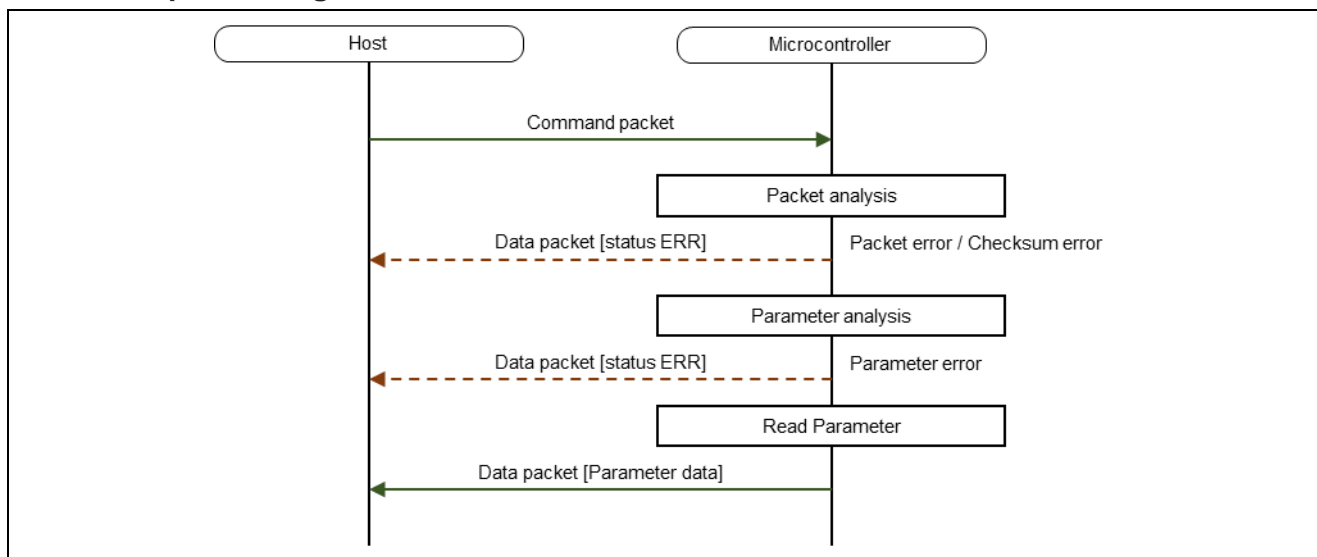 Host
Microcontroller
Command packet
Packet analysis
Data packet [status ERR]
Packet error / Checksum error
Parameter analysis
Data packet [status ERR]
Parameter error
Read Parameter
Data packet [Parameter data]